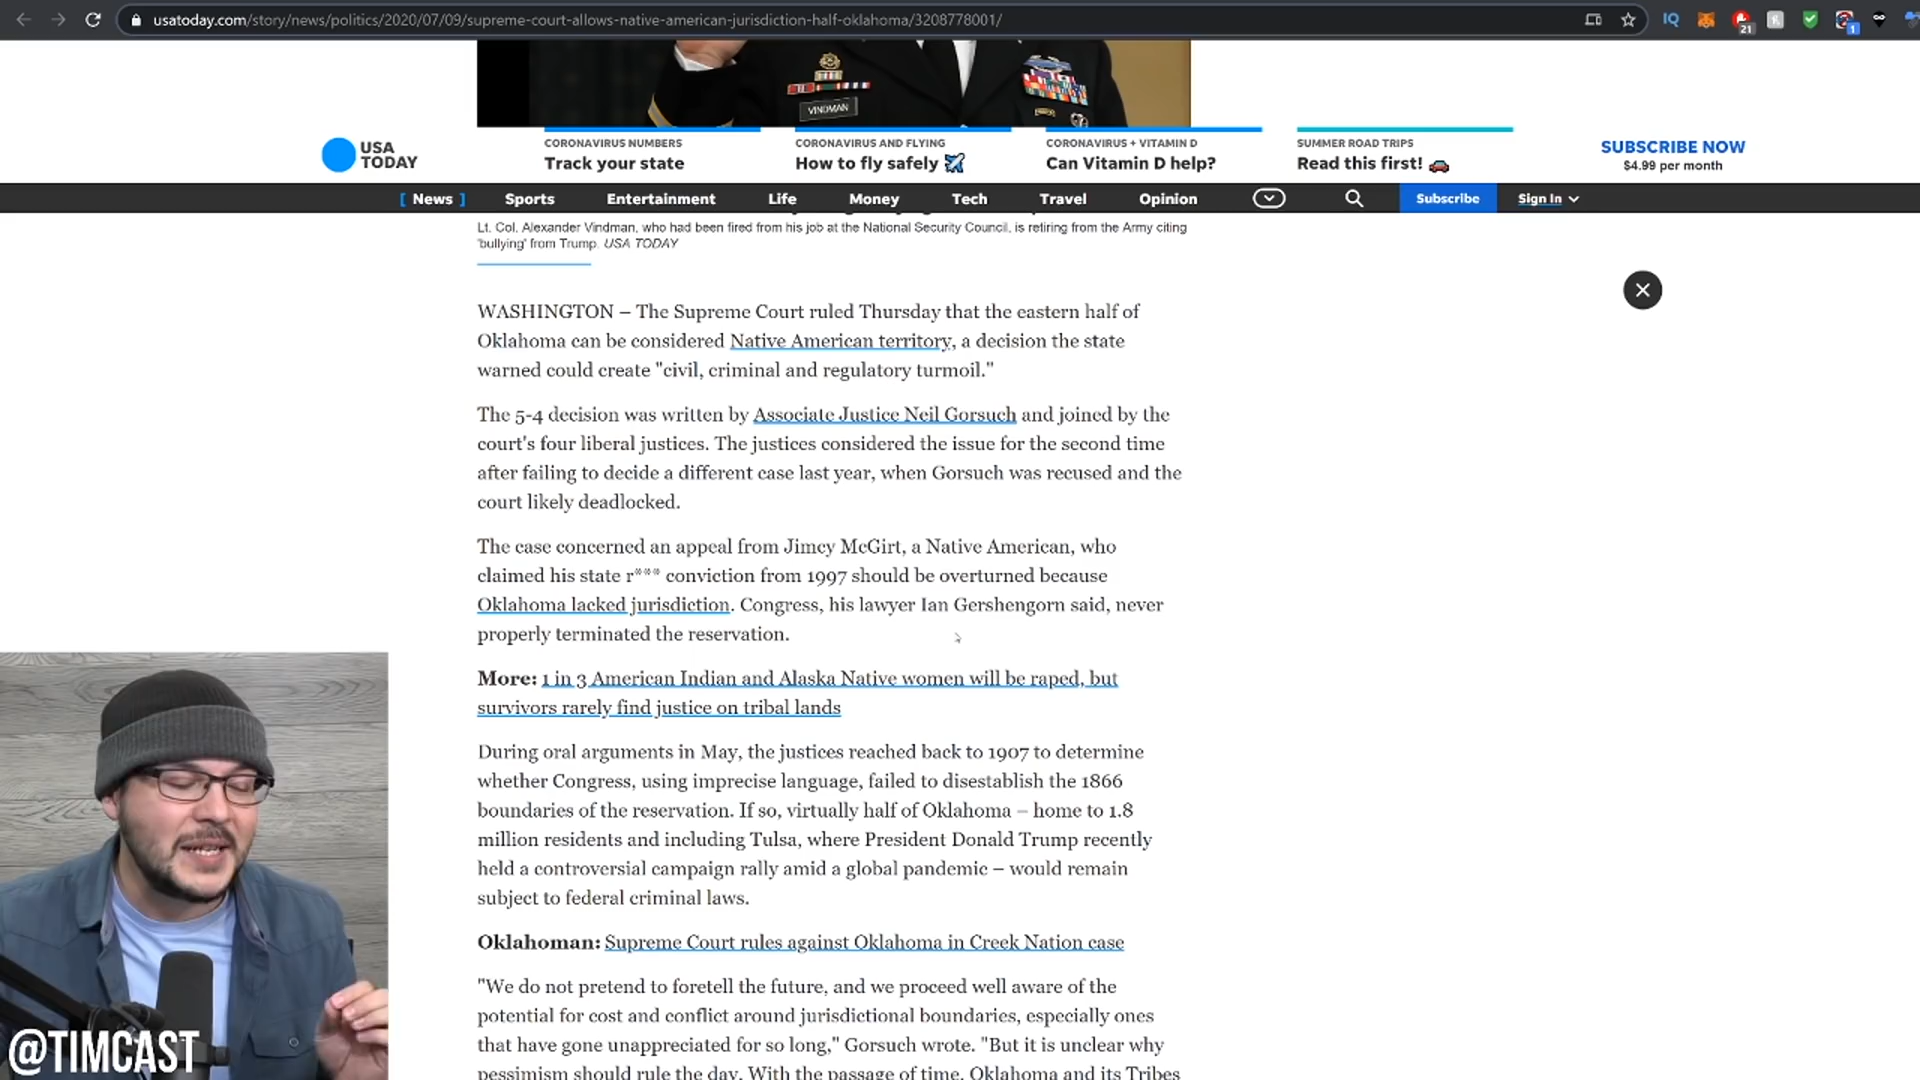 usatoday.com/story/news/politics/2020/07/09/supreme-court-allows-native-american-jurisdiction-half-oklahoma/3208778001/
IQ
21
1
VINDMAN
USA
TODAY
CORONAVIRUS NUMBERS
Track your state
CORONAVIRUS AND FLYING
How to fly safely ✈️
CORONAVIRUS + VITAMIN D
Can Vitamin D help?
SUMMER ROAD TRIPS
Read this first! 🚗
SUBSCRIBE NOW
$4.99 per month
[ News ] Sports Entertainment Life Money Tech Travel Opinion Subscribe Sign In
Lt. Col. Alexander Vindman, who had been fired from his job at the National Security Council, is retiring from the Army citing
'bullying' from Trump. USA TODAY
WASHINGTON – The Supreme Court ruled Thursday that the eastern half of
Oklahoma can be considered Native American territory, a decision the state
warned could create "civil, criminal and regulatory turmoil."
The 5-4 decision was written by Associate Justice Neil Gorsuch and joined by the
court's four liberal justices. The justices considered the issue for the second time
after failing to decide a different case last year, when Gorsuch was recused and the
court likely deadlocked.
The case concerned an appeal from Jimcy McGirt, a Native American, who
claimed his state r*** conviction from 1997 should be overturned because
Oklahoma lacked jurisdiction. Congress, his lawyer Ian Gershengorn said, never
properly terminated the reservation.
More: 1 in 3 American Indian and Alaska Native women will be raped, but
survivors rarely find justice on tribal lands
During oral arguments in May, the justices reached back to 1907 to determine
whether Congress, using imprecise language, failed to disestablish the 1866
boundaries of the reservation. If so, virtually half of Oklahoma – home to 1.8
million residents and including Tulsa, where President Donald Trump recently
held a controversial campaign rally amid a global pandemic – would remain
subject to federal criminal laws.
Oklahoman: Supreme Court rules against Oklahoma in Creek Nation case
"We do not pretend to foretell the future, and we proceed well aware of the
potential for cost and conflict around jurisdictional boundaries, especially ones
that have gone unappreciated for so long," Gorsuch wrote. "But it is unclear why
pessimism should rule the day. With the passage of time, Oklahoma and its Tribes
@TIMCAST